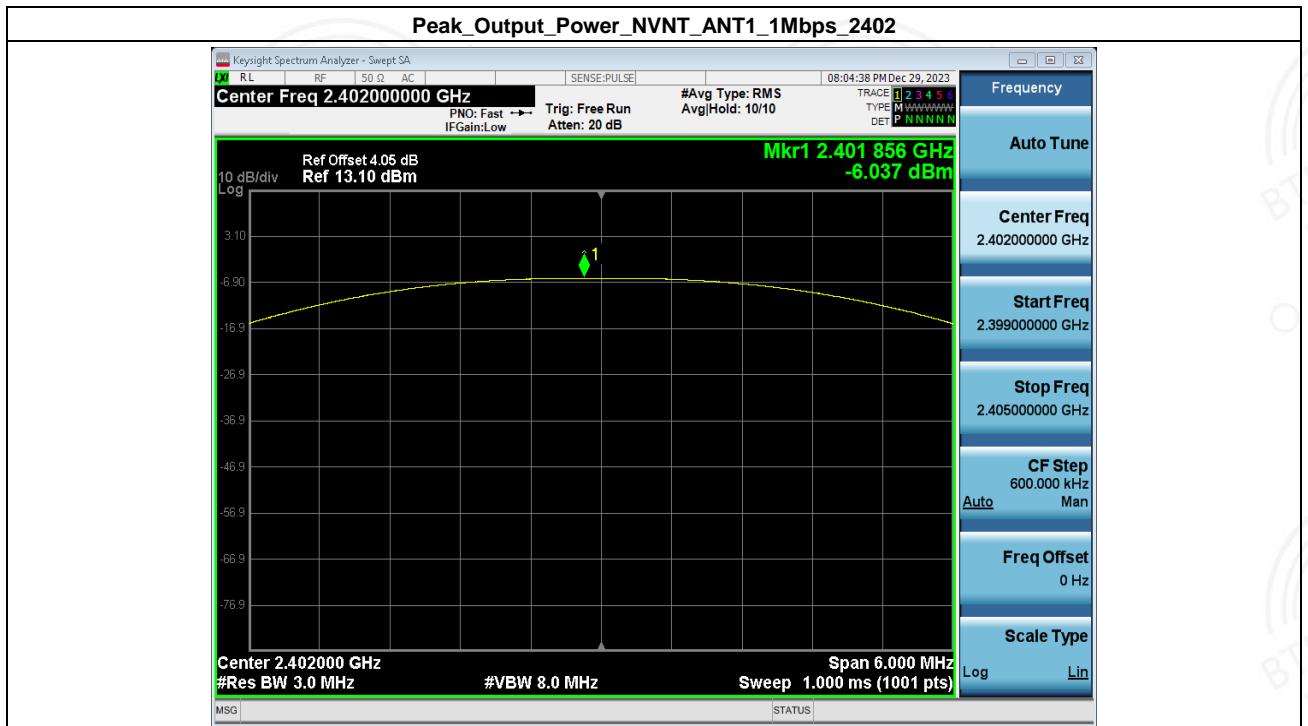 Peak_Output_Power_NVNT_ANT1_1Mbps_2402
Keysight Spectrum Analyzer - Swept SA
LXI RL RF 50 Ω AC SENSE:PULSE 08:04:38 PM Dec 29, 2023
Center Freq 2.402000000 GHz
PNO: Fast
IFGain:Low
Trig: Free Run
Atten: 20 dB
#Avg Type: RMS
Avg|Hold: 10/10
TRACE 1 2 3 4 5 6
TYPE M WWWWW
DET P N N N N N
Frequency
Auto Tune
Center Freq
2.402000000 GHz
Start Freq
2.399000000 GHz
Stop Freq
2.405000000 GHz
CF Step
600.000 kHz
Auto Man
Freq Offset
0 Hz
Scale Type
Log Lin
Mkr1 2.401 856 GHz
-6.037 dBm
Ref Offset 4.05 dB
10 dB/div Ref 13.10 dBm
Log
1
3.10
-6.90
-16.9
-26.9
-36.9
-46.9
-56.9
-66.9
-76.9
Center 2.402000 GHz Span 6.000 MHz
#Res BW 3.0 MHz #VBW 8.0 MHz Sweep 1.000 ms (1001 pts)
MSG STATUS